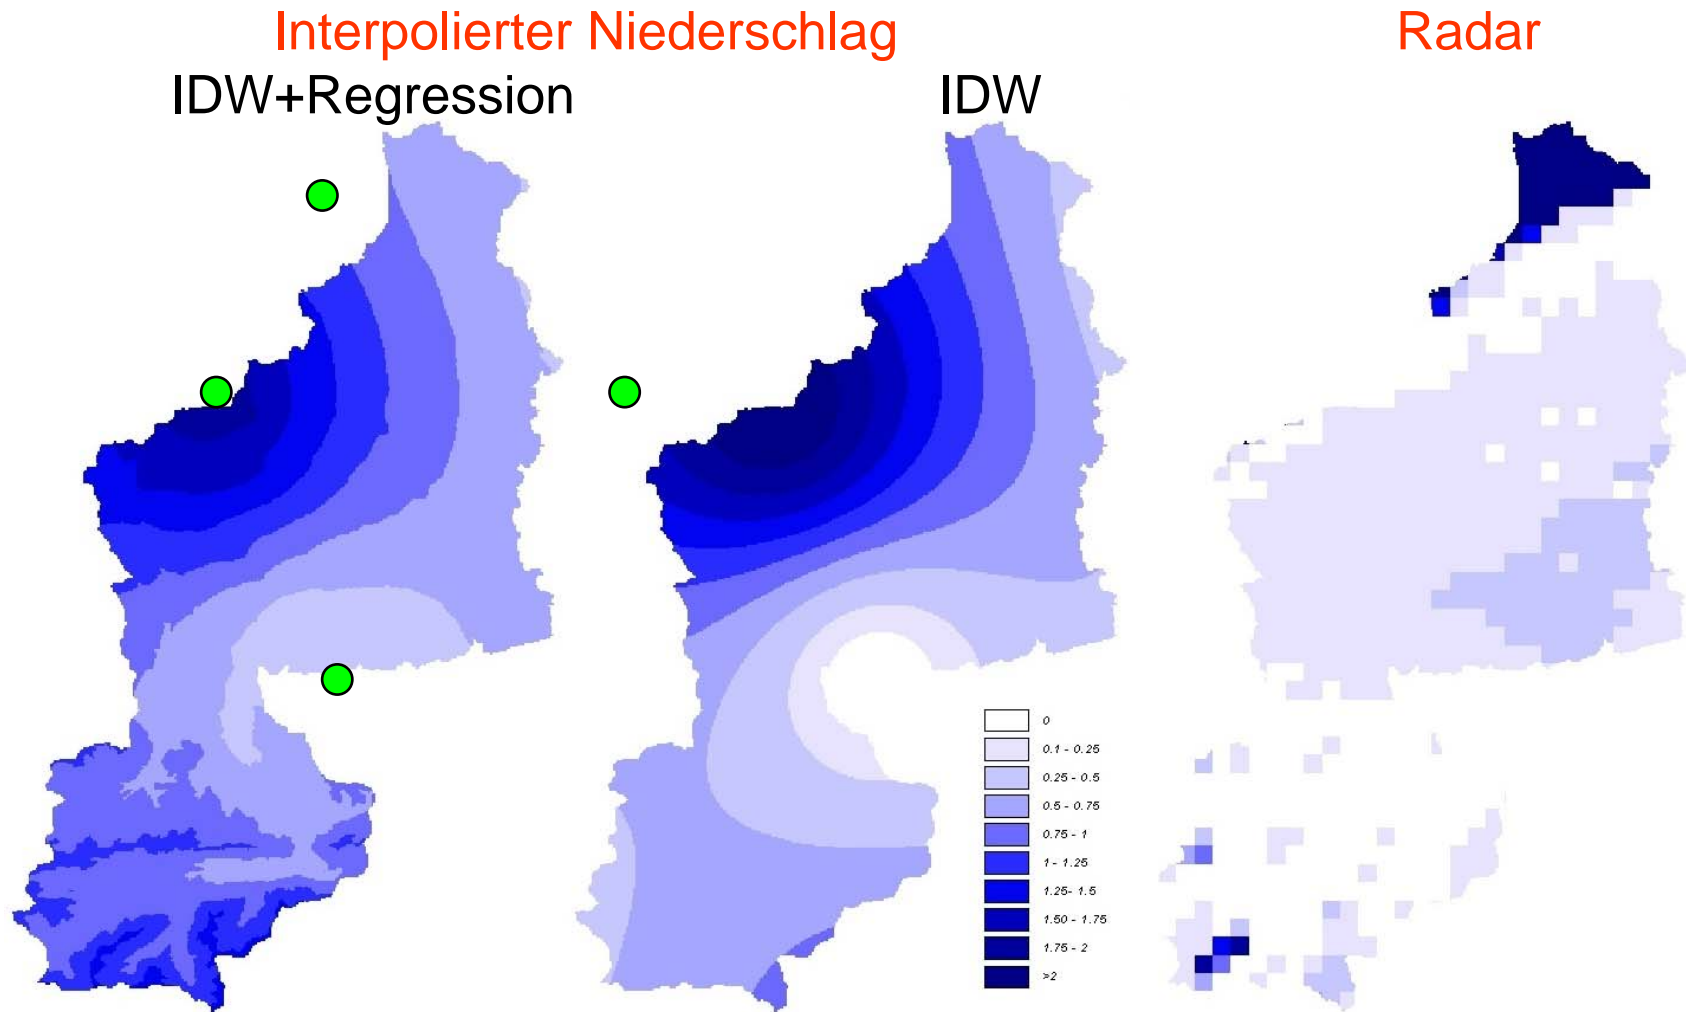 Interpolierter Niederschlag
Radar
IDW+Regression
IDW
0
0.1 - 0.25
0.25 - 0.5
0.5 - 0.75
0.75 - 1
1 - 1.25
1.25- 1.5
1.50 - 1.75
1.75 - 2
>2